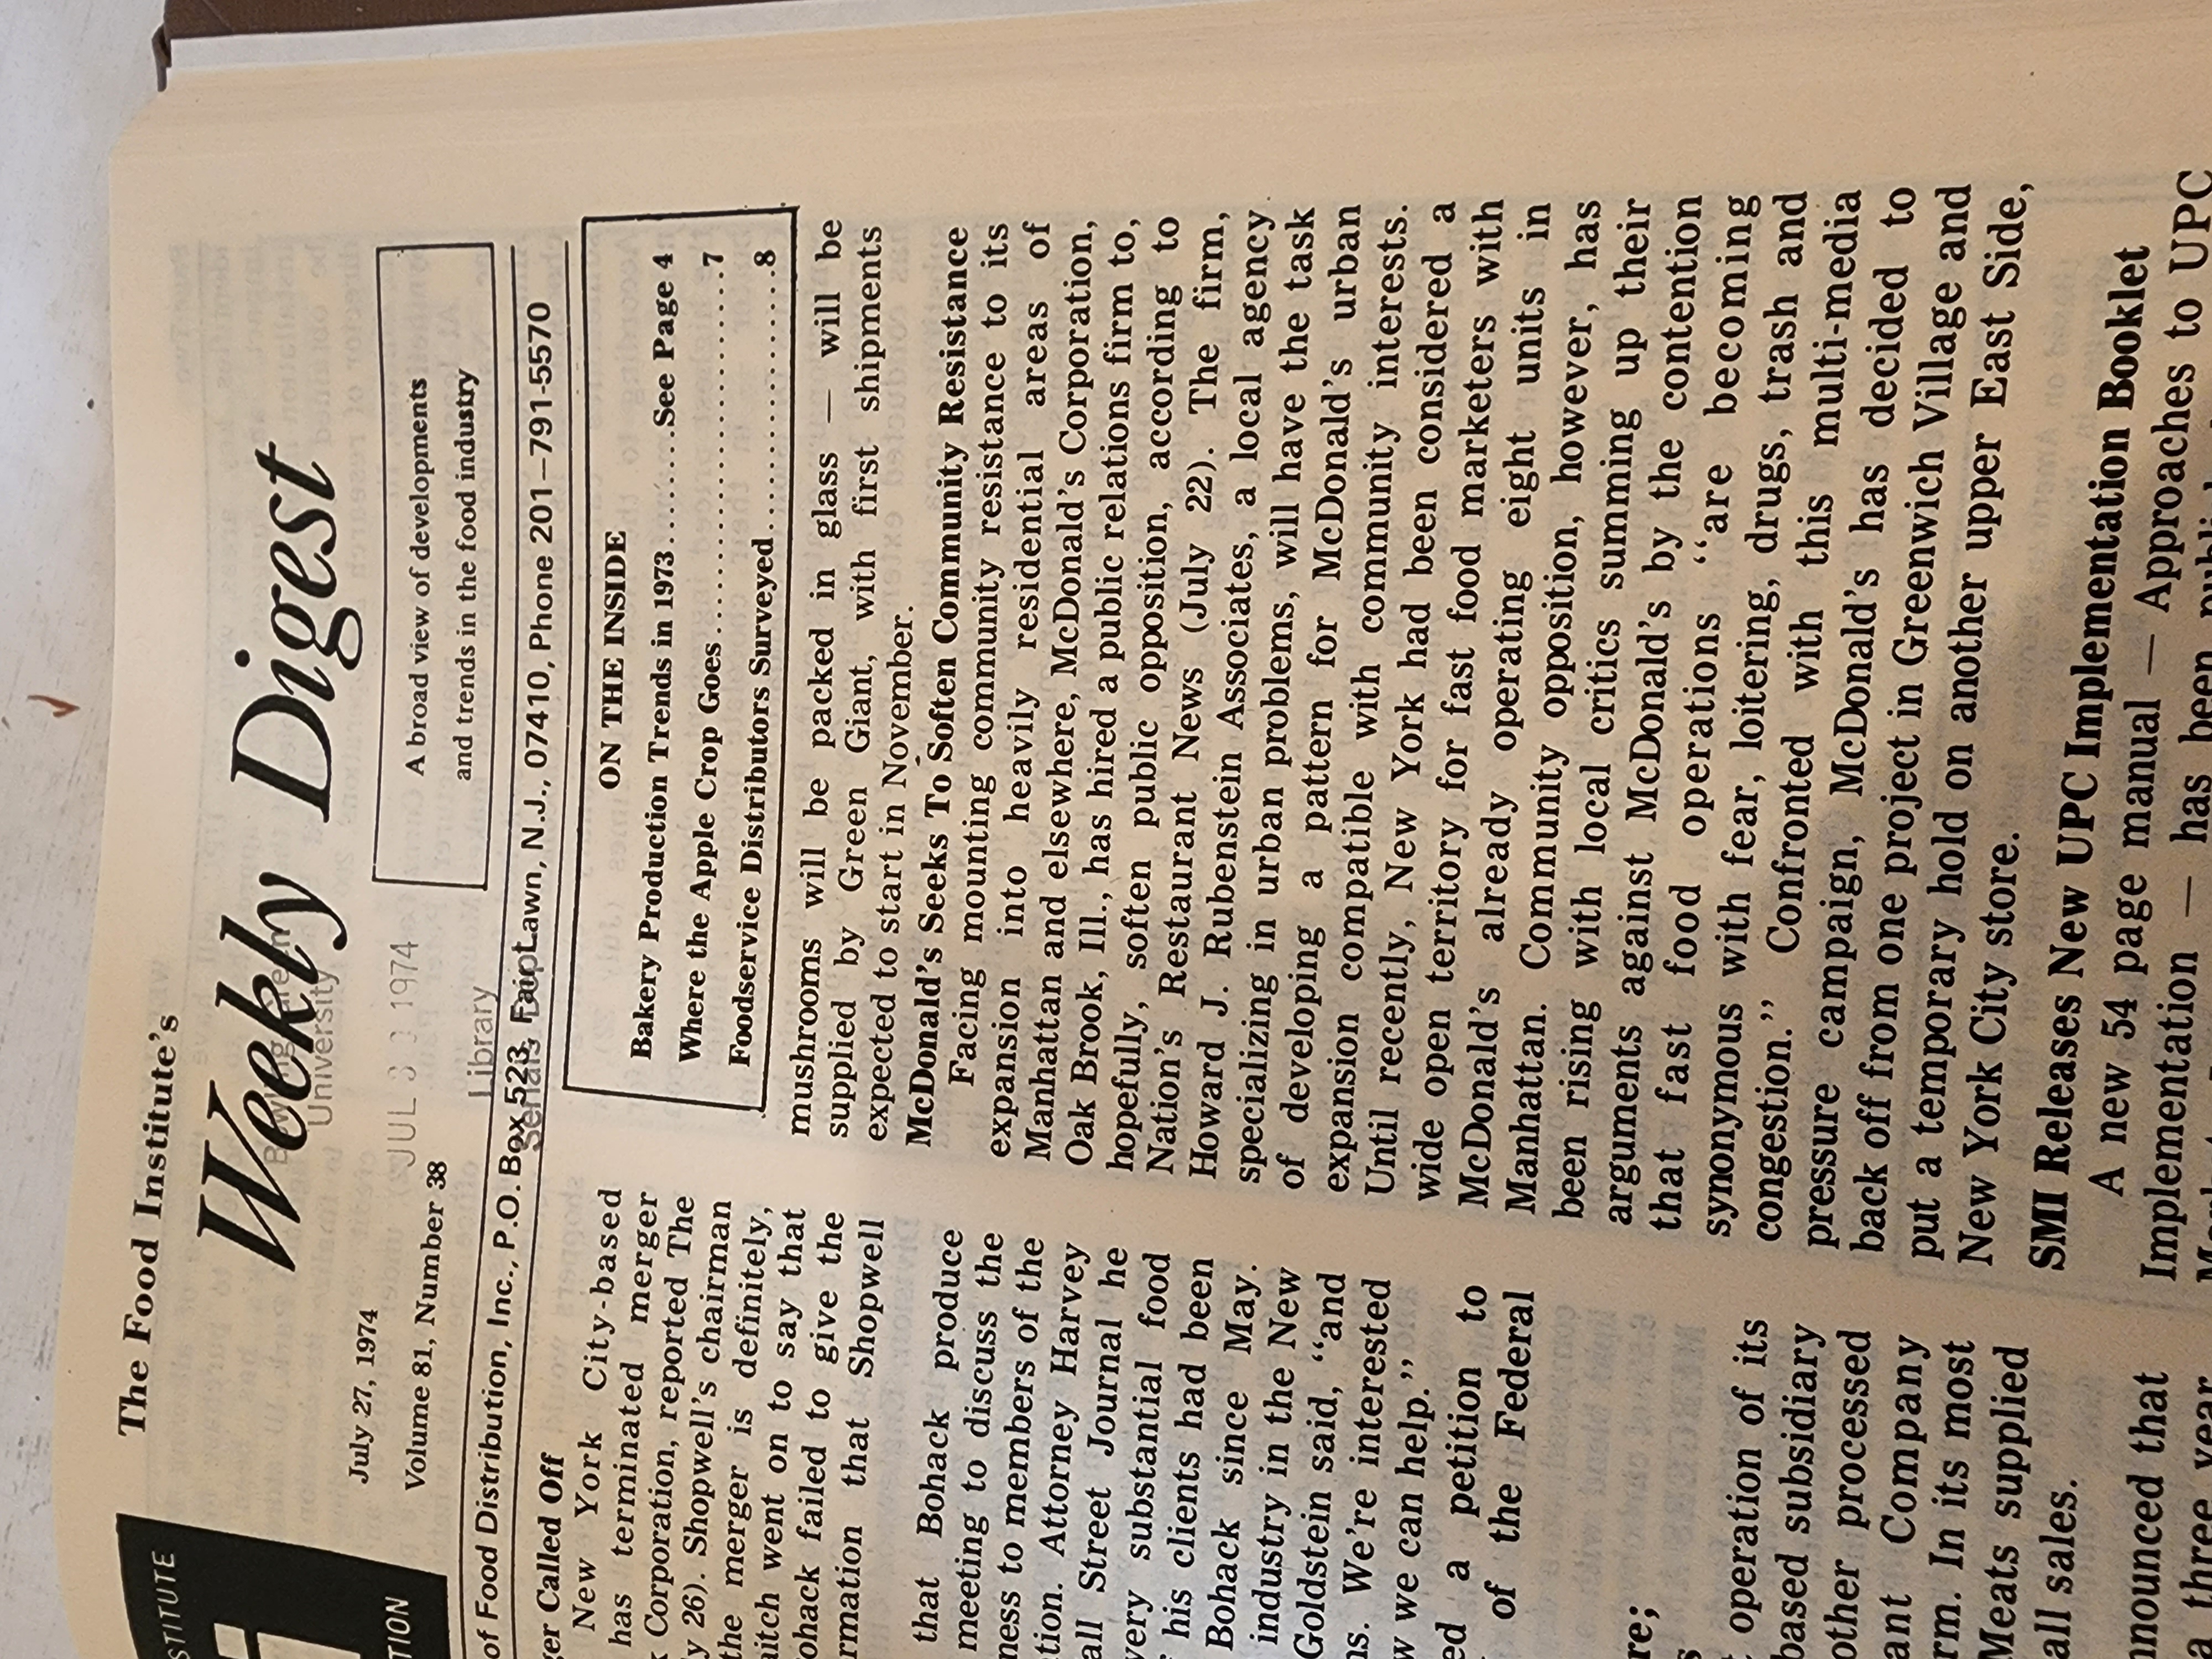 The Food Institute's
Weekly Digest
STITUTE
TION
July 27, 1974
Volume 81, Number 38
University
JUL 3 1974
Library
A broad view of developments
and trends in the food industry
of Food Distribution, Inc., P.O. Box 523, Fair Lawn, N.J., 07410, Phone 201–791-5570
ger Called Off
New York City-based
has terminated merger
Corporation, reported The
y 26). Shopwell's chairman
the merger is definitely,
aitch went on to say that
ohack failed to give the
rmation that Shopwell
that Bohack produce
meeting to discuss the
ness to members of the
tion. Attorney Harvey
all Street Journal he
very substantial food
his clients had been
Bohack since May.
industry in the New
Goldstein said, "and
ns. We're interested
w we can help."
ed a petition to
of the Federal
re;
operation of its
based subsidiary
other processed
ant Company
rm. In its most
Meats supplied
all sales.
nnounced that
a three year
ON THE INSIDE
Bakery Production Trends in 1973.........See Page 4
Where the Apple Crop Goes............................7
Foodservice Distributors Surveyed....................8
mushrooms will be packed in glass — will be
supplied by Green Giant, with first shipments
expected to start in November.
McDonald's Seeks To Soften Community Resistance
Facing mounting community resistance to its
expansion into heavily residential areas of
Manhattan and elsewhere, McDonald's Corporation,
Oak Brook, Ill., has hired a public relations firm to,
hopefully, soften public opposition, according to
Nation's Restaurant News (July 22). The firm,
Howard J. Rubenstein Associates, a local agency
specializing in urban problems, will have the task
of developing a pattern for McDonald's urban
expansion compatible with community interests.
Until recently, New York had been considered a
wide open territory for fast food marketers with
McDonald's already operating eight units in
Manhattan. Community opposition, however, has
been rising with local critics summing up their
arguments against McDonald's by the contention
that fast food operations "are becoming
synonymous with fear, loitering, drugs, trash and
congestion." Confronted with this multi-media
pressure campaign, McDonald's has decided to
back off from one project in Greenwich Village and
put a temporary hold on another upper East Side,
New York City store.
SMI Releases New UPC Implementation Booklet
A new 54 page manual — Approaches to UPC
Implementation — has been